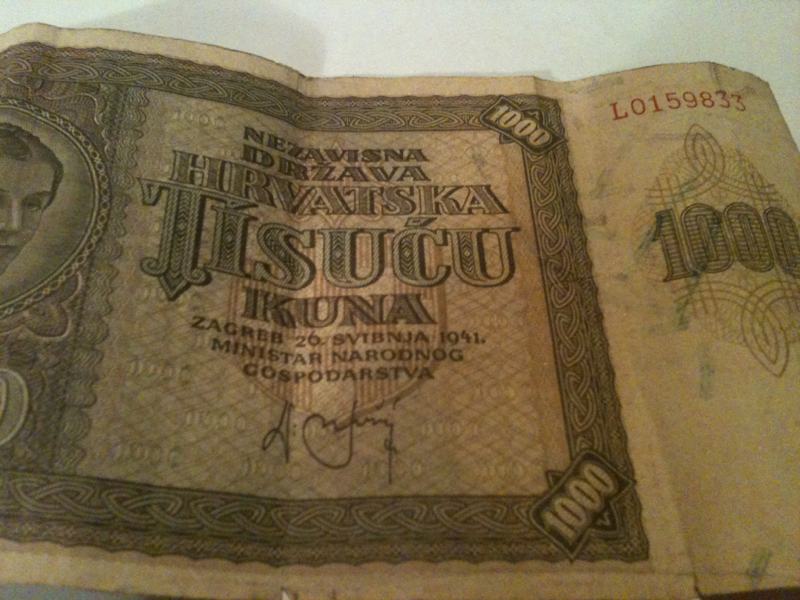 1000
L0159833
NEZAVISNA
DRŽAVA
HRVATSKA
TISUĆU
KUNA
1000
ZAGREB 26. SVIBNJA 1941.
MINISTAR NARODNOG
GOSPODARSTVA
1000